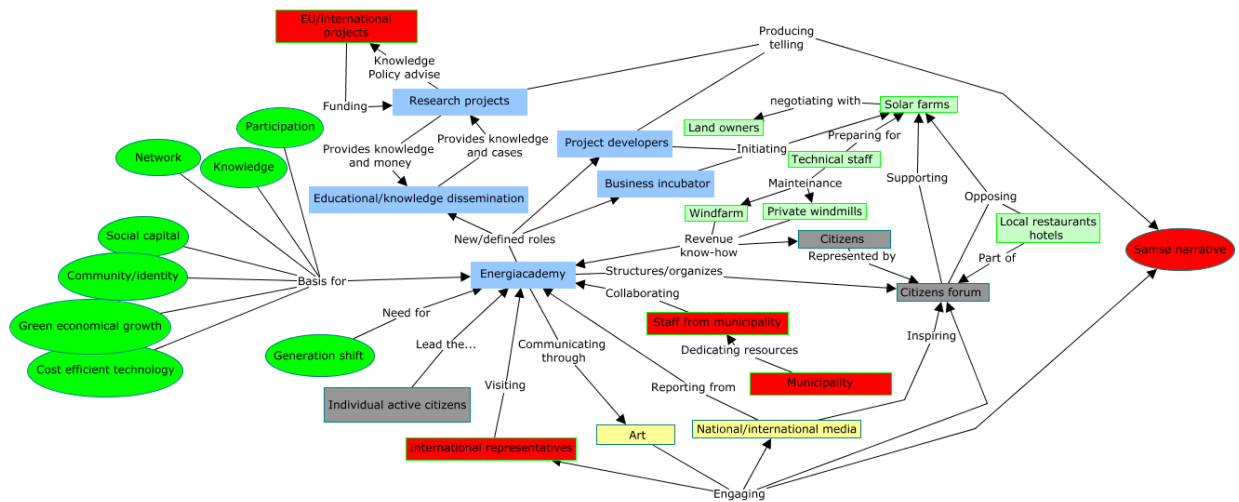 EU/international
projects
Producing
telling
Knowledge
Policy advise
Funding
Research projects
negotiating with
Solar farms
Participation
Land owners
Provides knowledge
and cases
Project developers
Preparing for
Provides knowledge
and money
Initiating
Network
Knowledge
Technical staff
Business incubator
Mainteinance
Supporting
Educational/knowledge dissemination
Opposing
Windfarm
Private windmills
Local restaurants
hotels
Social capital
New/defined roles
Revenue
know-how
Citizens
Represented by
Part of
Samsø narrative
Community/identity
Basis for
Energiacademy
Structures/organizes
Citizens forum
Collaborating
Need for
Staff from municipality
Green economical growth
Inspiring
Generation shift
Lead the...
Communicating
through
Dedicating resources
Cost efficient technology
Visiting
Reporting from
Municipality
Individual active citizens
National/international media
Art
International representatives
Engaging